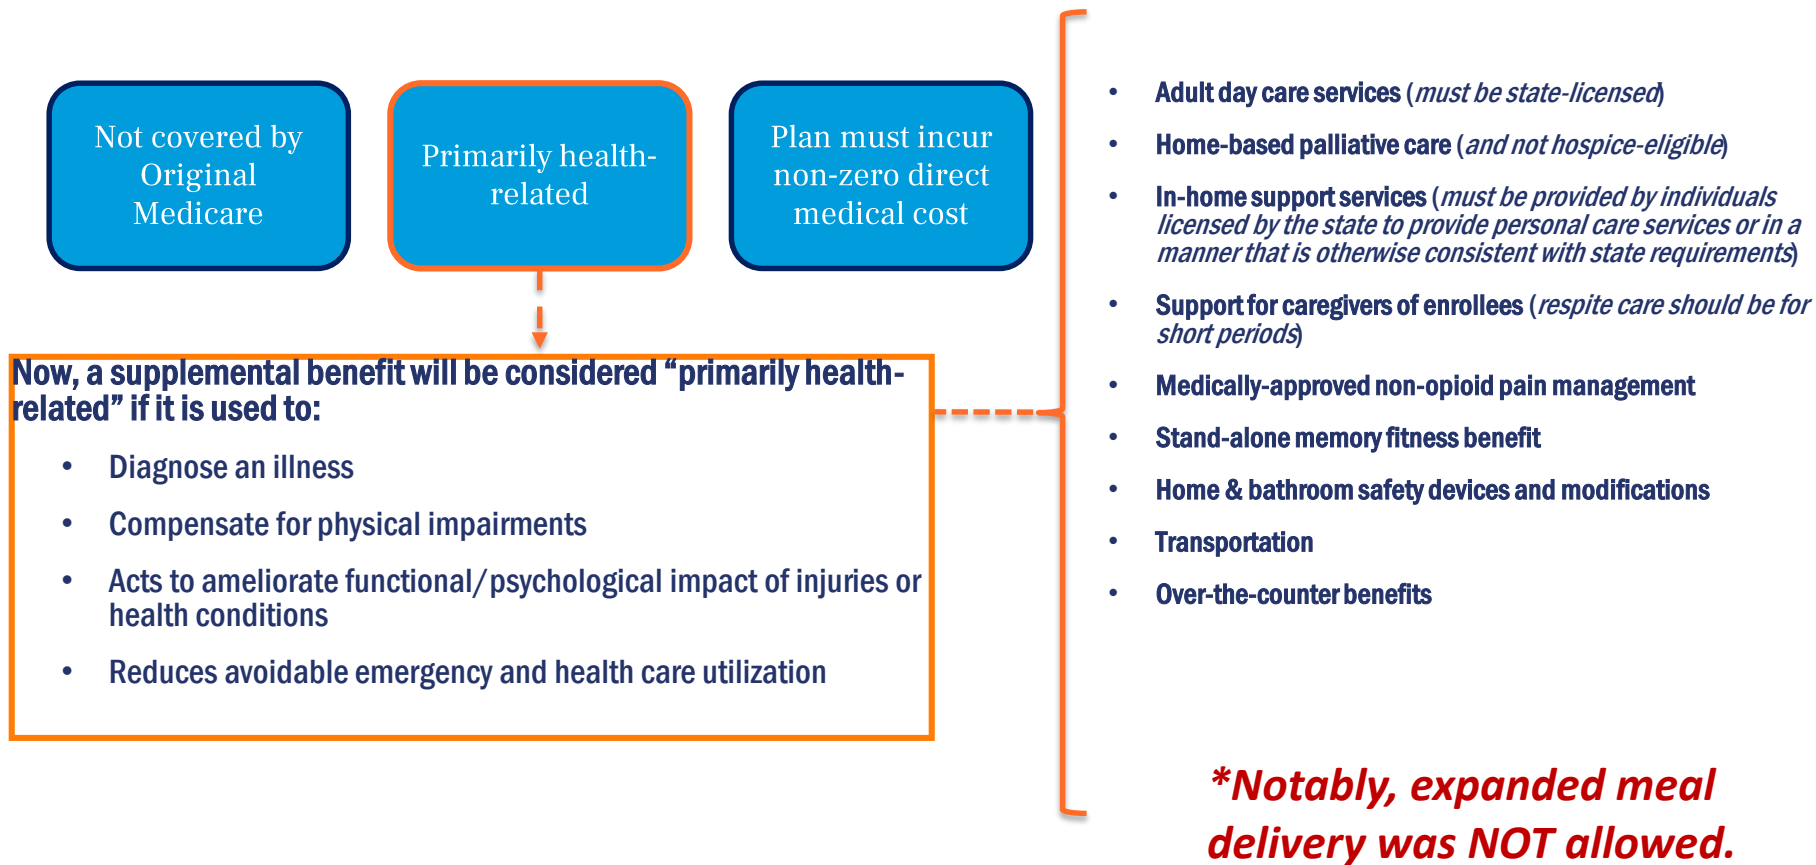 Not covered by
Original
Medicare
Primarily health-
related
Plan must incur
non-zero direct
medical cost
Now, a supplemental benefit will be considered “primarily health-
related” if it is used to:
• Diagnose an illness
• Compensate for physical impairments
• Acts to ameliorate functional/psychological impact of injuries or
health conditions
• Reduces avoidable emergency and health care utilization
• Adult day care services (must be state-licensed)
• Home-based palliative care (and not hospice-eligible)
• In-home support services (must be provided by individuals
licensed by the state to provide personal care services or in a
manner that is otherwise consistent with state requirements)
• Support for caregivers of enrollees (respite care should be for
short periods)
• Medically-approved non-opioid pain management
• Stand-alone memory fitness benefit
• Home & bathroom safety devices and modifications
• Transportation
• Over-the-counter benefits
*Notably, expanded meal
delivery was NOT allowed.